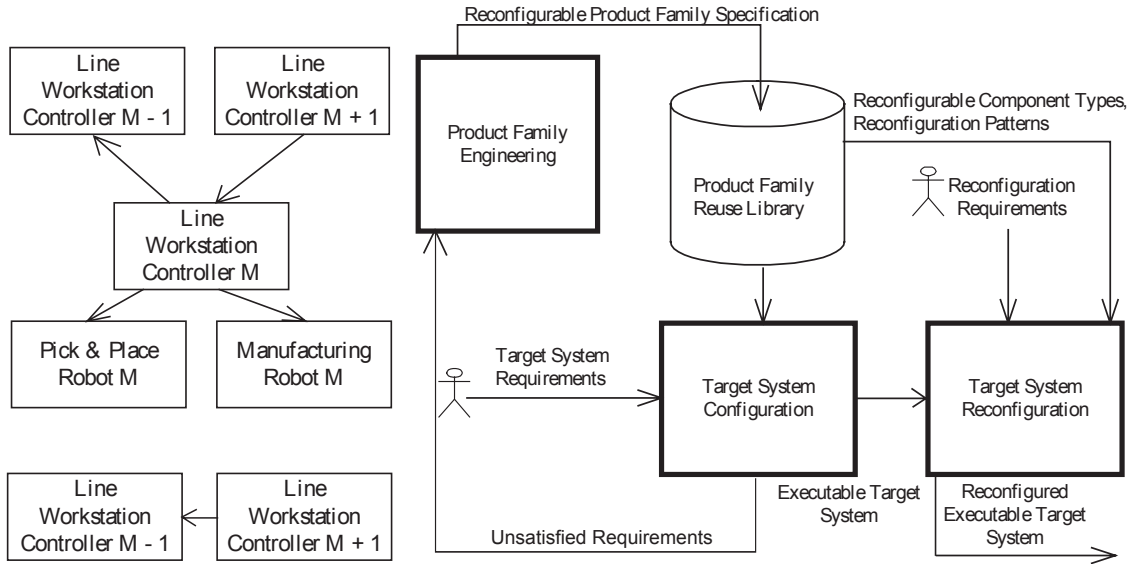 Line
Workstation
Controller M - 1
Line
Workstation
Controller M + 1
Line
Workstation
Controller M
Pick & Place
Robot M
Manufacturing
Robot M
Line
Workstation
Controller M - 1
Line
Workstation
Controller M + 1
Reconfigurable Product Family Specification
Product Family
Engineering
Product Family
Reuse Library
Reconfigurable Component Types,
Reconfiguration Patterns
Reconfiguration
Requirements
Target System
Requirements
Target System
Configuration
Target System
Reconfiguration
Unsatisfied Requirements
Executable Target
System
Reconfigured
Executable Target
System